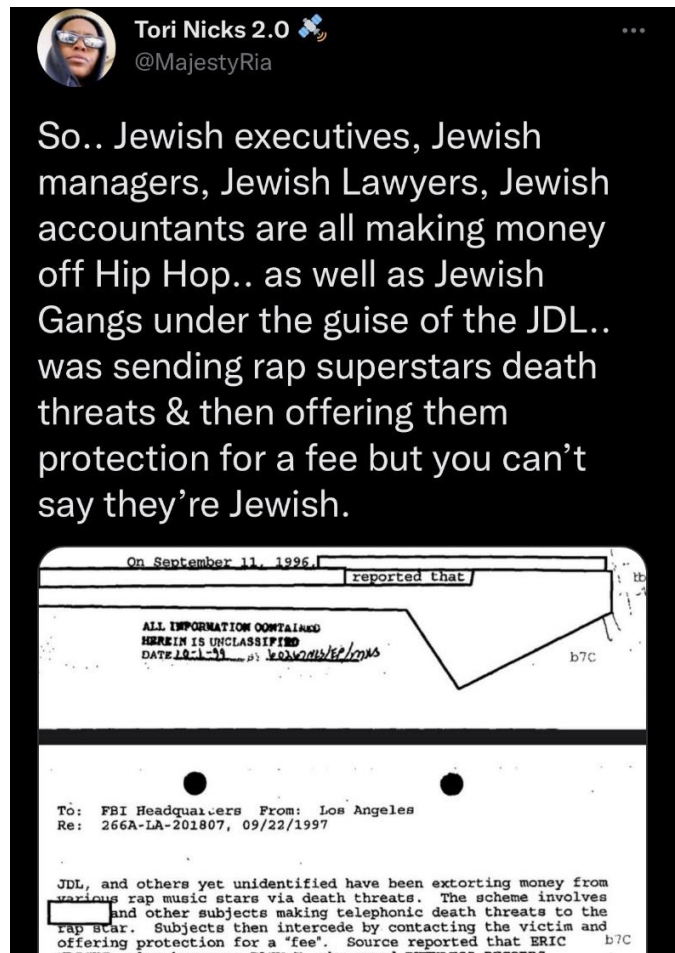 Tori Nicks 2.0
@MajestyRia
So.. Jewish executives, Jewish
managers, Jewish Lawyers, Jewish
accountants are all making money
off Hip Hop.. as well as Jewish
Gangs under the guise of the JDL..
was sending rap superstars death
threats & then offering them
protection for a fee but you can’t
say they’re Jewish.
On September 11, 1996,
reported that
ALL INFORMATION CONTAINED
HEREIN IS UNCLASSIFIED
DATE
b7C
To: FBI Headquarters From: Los Angeles
Re: 266A-LA-201807, 09/22/1997
JDL, and others yet unidentified have been extorting money from
various rap music stars via death threats. The scheme involves
and other subjects making telephonic death threats to the
rap star. Subjects then intercede by contacting the victim and
offering protection for a "fee". Source reported that ERIC
b7C